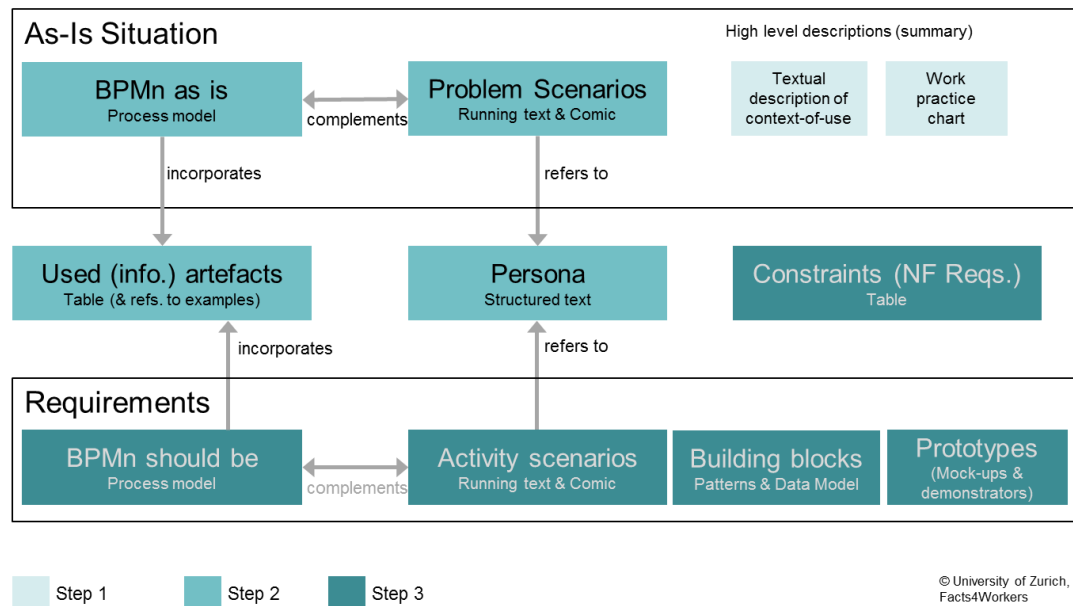 As-Is Situation
High level descriptions (summary)
BPMn as is
Process model
complements
Problem Scenarios
Running text & Comic
Textual
description of
context-of-use
Work
practice
chart
incorporates
refers to
Used (info.) artefacts
Table (& refs. to examples)
Persona
Structured text
Constraints (NF Reqs.)
Table
incorporates
refers to
Requirements
BPMn should be
Process model
complements
Activity scenarios
Running text & Comic
Building blocks
Patterns & Data Model
Prototypes
(Mock-ups &
demonstrators)
Step 1
Step 2
Step 3
© University of Zurich,
Facts4Workers